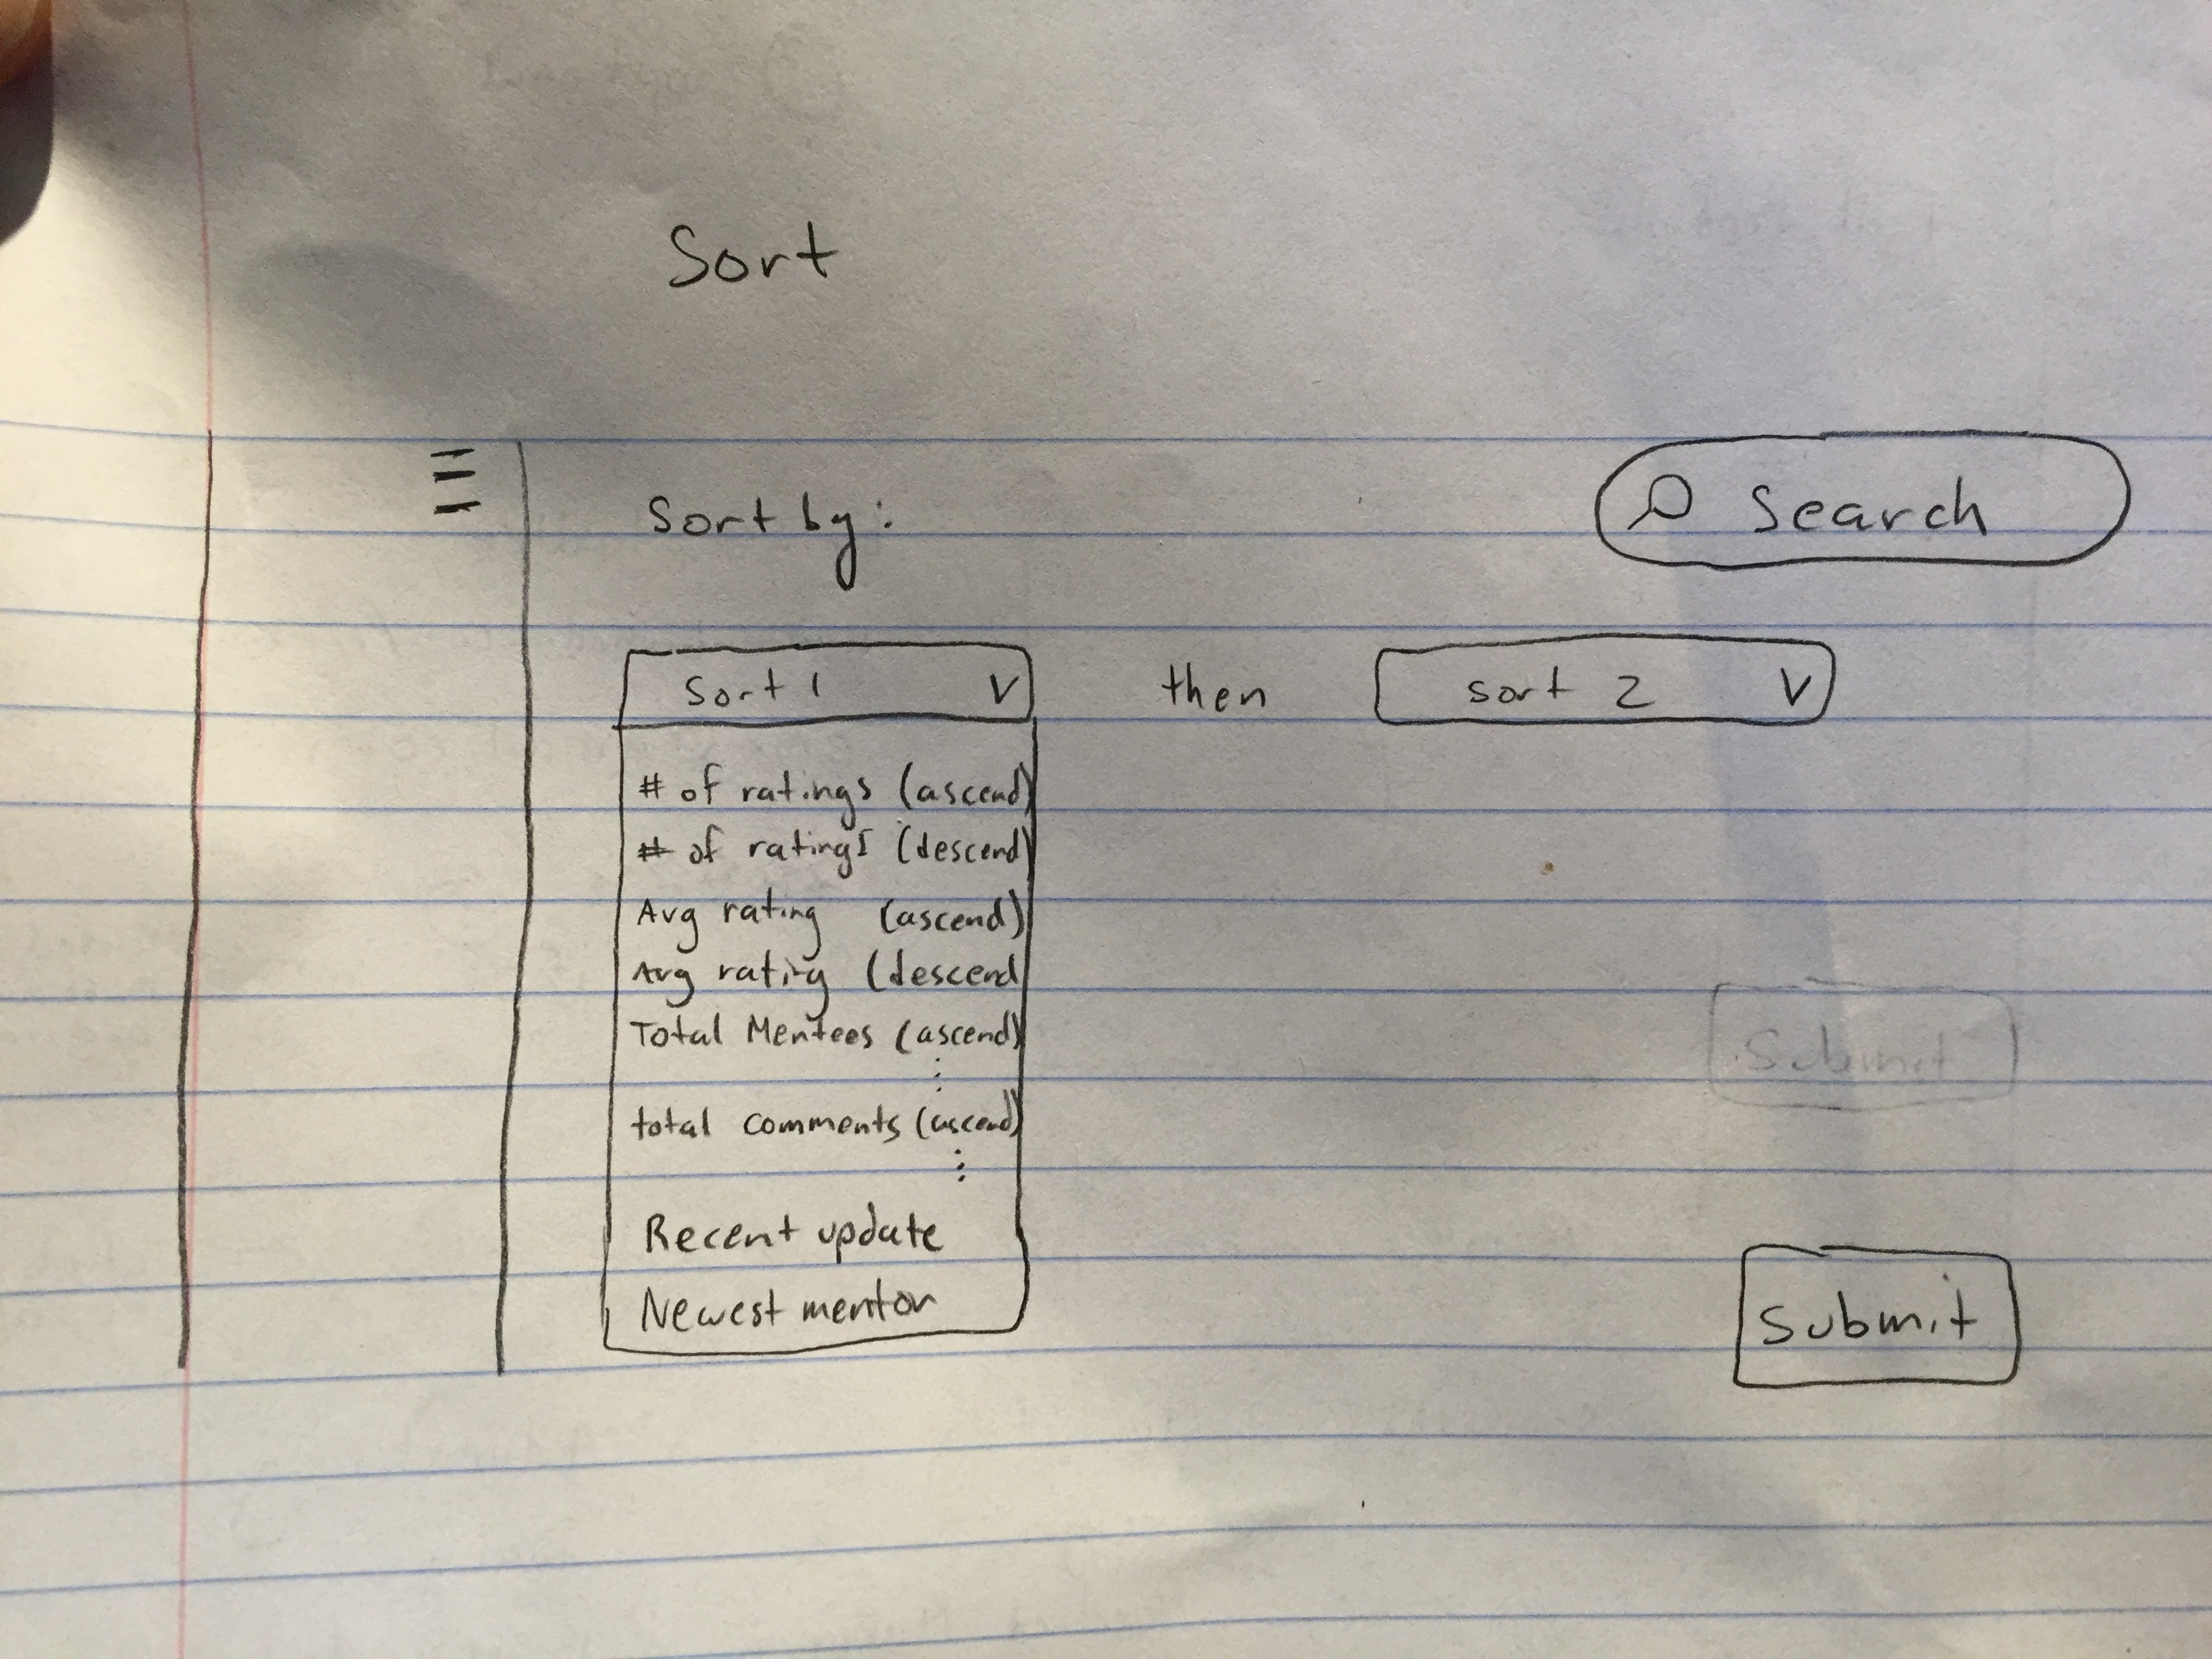 Sort
Sort by:
Search
Sort 1 V
then
sort 2 V
# of ratings (ascend)
# of ratings (descend)
Avg rating (ascend)
Avg rating (descend
Total Mentees (ascend)
⋮
total comments (ascend)
⋮
Recent update
Newest mentor
Submit
Submit